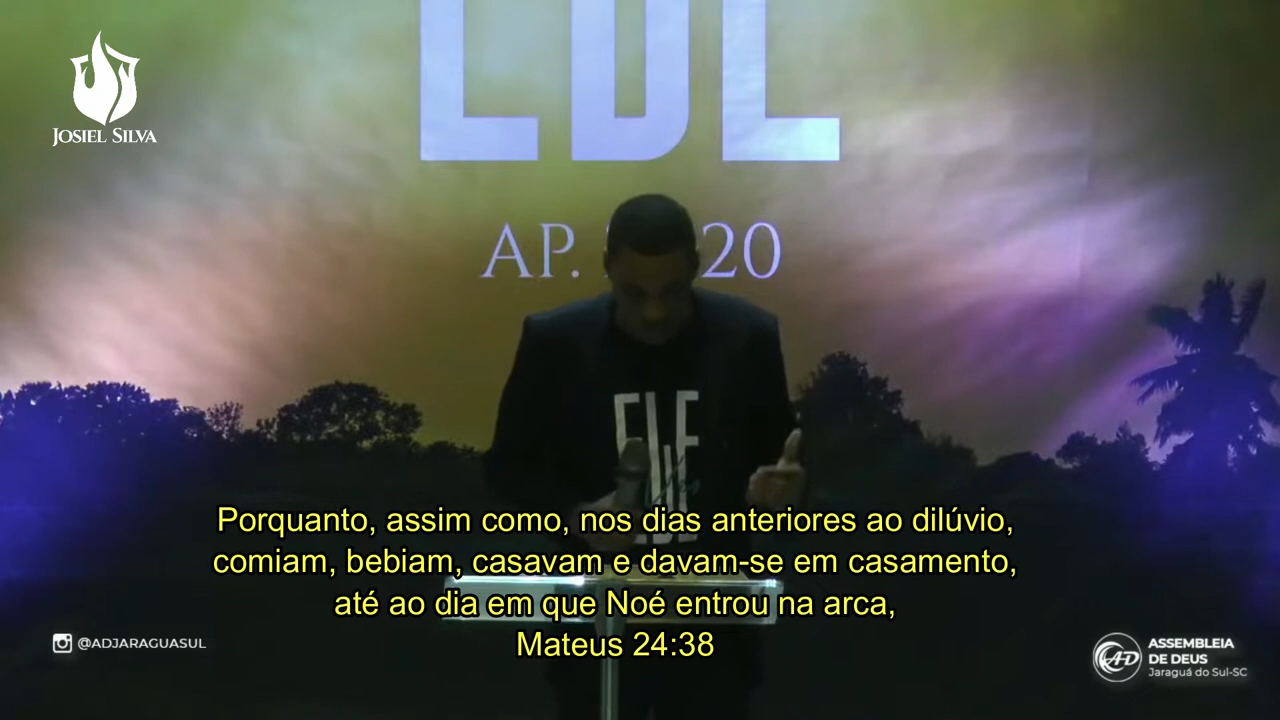 JOSIEL SILVA
AP. 20
ELE
Porquanto, assim como, nos dias anteriores ao dilúvio,
comiam, bebiam, casavam e davam-se em casamento,
até ao dia em que Noé entrou na arca,
Mateus 24:38
@ADJARAGUASUL
AD
ASSEMBLEIA
DE DEUS
Jaraguá do Sul-SC